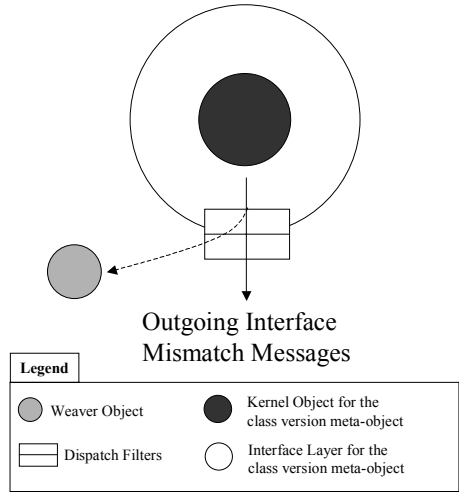 Outgoing Interface
Mismatch Messages
Legend
Weaver Object
Kernel Object for the
class version meta-object
Dispatch Filters
Interface Layer for the
class version meta-object